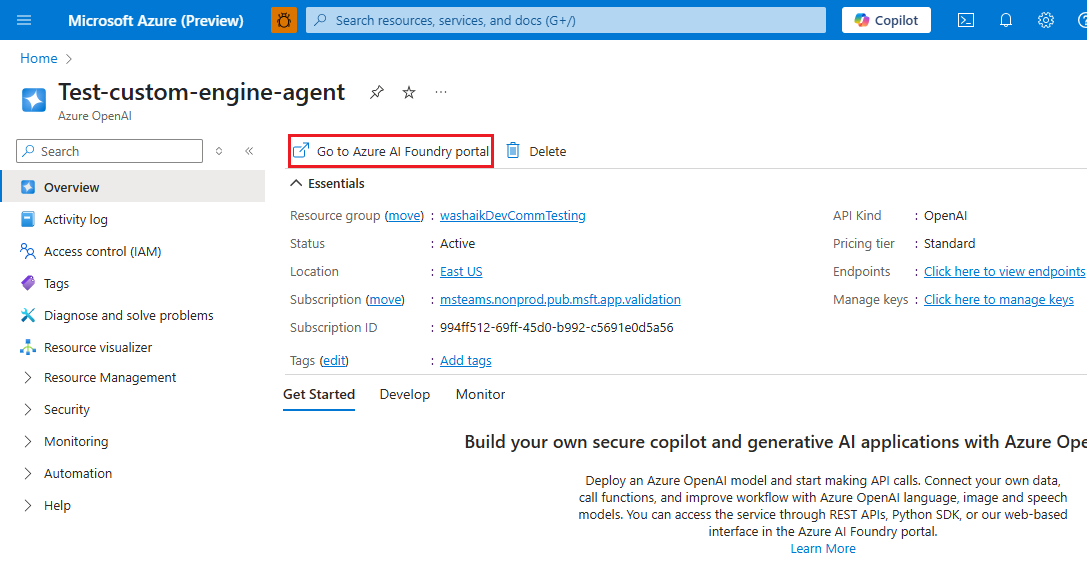 Microsoft Azure (Preview)
Search resources, services, and docs (G+/)
Copilot
Home
Test-custom-engine-agent
Azure OpenAI
Search
Go to Azure AI Foundry portal
Delete
Overview
Activity log
Access control (IAM)
Tags
Diagnose and solve problems
Resource visualizer
Resource Management
Security
Monitoring
Automation
Help
Essentials
Resource group (move) : washaikDevCommTesting
Status : Active
Location : East US
Subscription (move) : msteams.nonprod.pub.msft.app.validation
Subscription ID : 994ff512-69ff-45d0-b992-c5691e0d5a56
Tags (edit) : Add tags
API Kind : OpenAI
Pricing tier : Standard
Endpoints : Click here to view endpoints
Manage keys : Click here to manage keys
Get Started
Develop
Monitor
Build your own secure copilot and generative AI applications with Azure Ope
Deploy an Azure OpenAI model and start making API calls. Connect your own data,
call functions, and improve workflow with Azure OpenAI language, image and speech
models. You can access the service through REST APIs, Python SDK, or our web-based
interface in the Azure AI Foundry portal.
Learn More